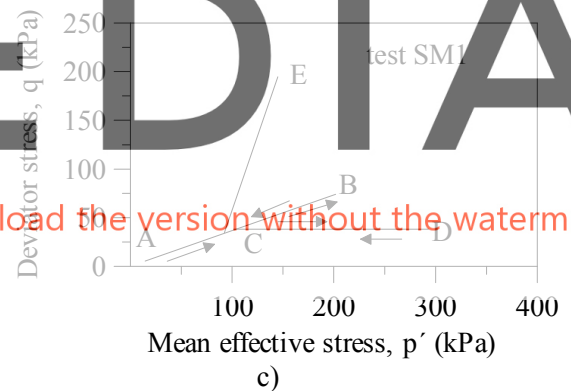 E DIA
Deviator stress, q (kPa)
250
200
150
100
50
0
test SM1
E
B
A
C
D
load the version without the waterm
100 200 300 400
Mean effective stress, p´ (kPa)
c)